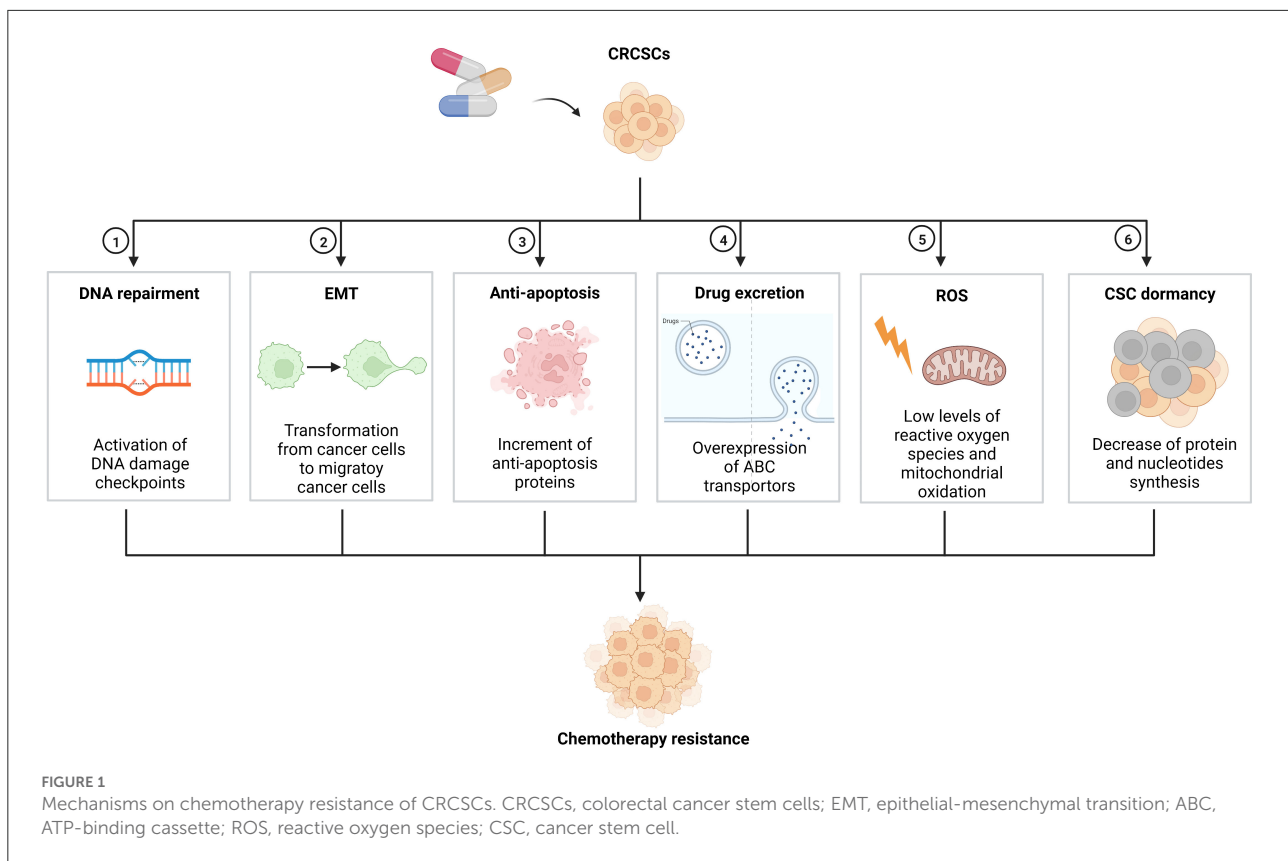 CRCSCs
1
2
3
4
5
6
DNA repairment
Activation of
DNA damage
checkpoints
EMT
Transformation
from cancer cells
to migratoy
cancer cells
Anti-apoptosis
Increment of
anti-apoptosis
proteins
Drug excretion
Drugs
Overexpression
of ABC
transportors
ROS
Low levels of
reactive oxygen
species and
mitochondrial
oxidation
CSC dormancy
Decrease of protein
and nucleotides
synthesis
Chemotherapy resistance
FIGURE 1
Mechanisms on chemotherapy resistance of CRCSCs. CRCSCs, colorectal cancer stem cells; EMT, epithelial-mesenchymal transition; ABC,
ATP-binding cassette; ROS, reactive oxygen species; CSC, cancer stem cell.